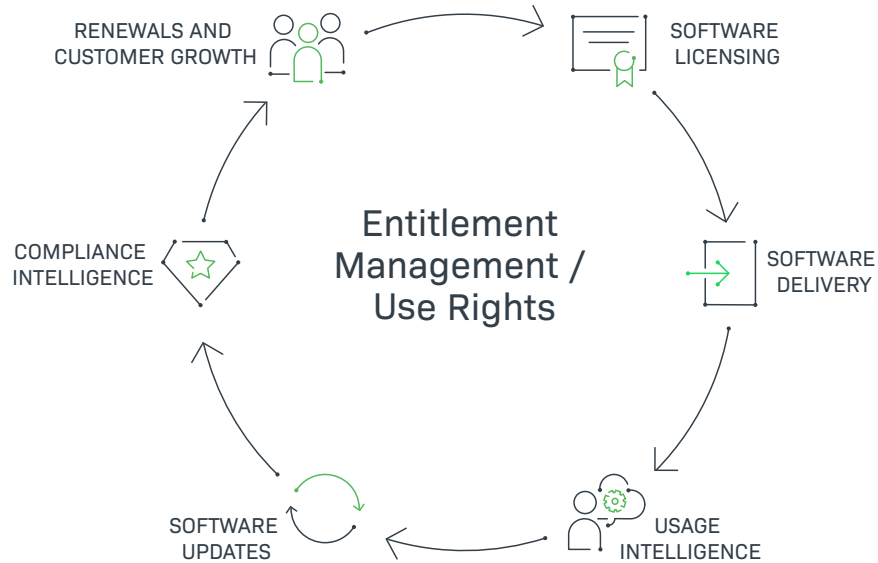 RENEWALS AND
CUSTOMER GROWTH
SOFTWARE
LICENSING
COMPLIANCE
INTELLIGENCE
Entitlement
Management /
Use Rights
SOFTWARE
DELIVERY
SOFTWARE
UPDATES
USAGE
INTELLIGENCE